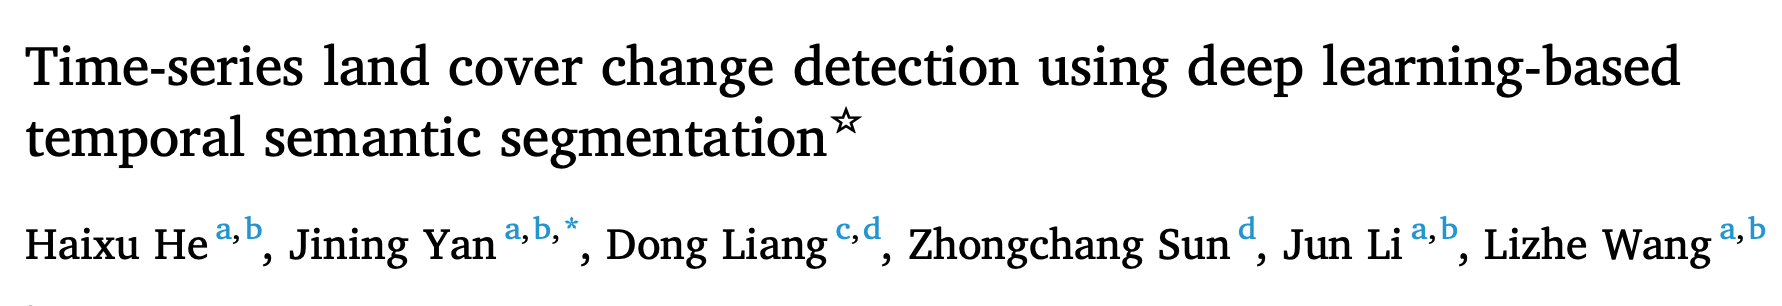 Time-series land cover change detection using deep learning-based
temporal semantic segmentation☆
Haixu He a,b, Jining Yan a,b,*, Dong Liang c,d, Zhongchang Sun d, Jun Li a,b, Lizhe Wang a,b